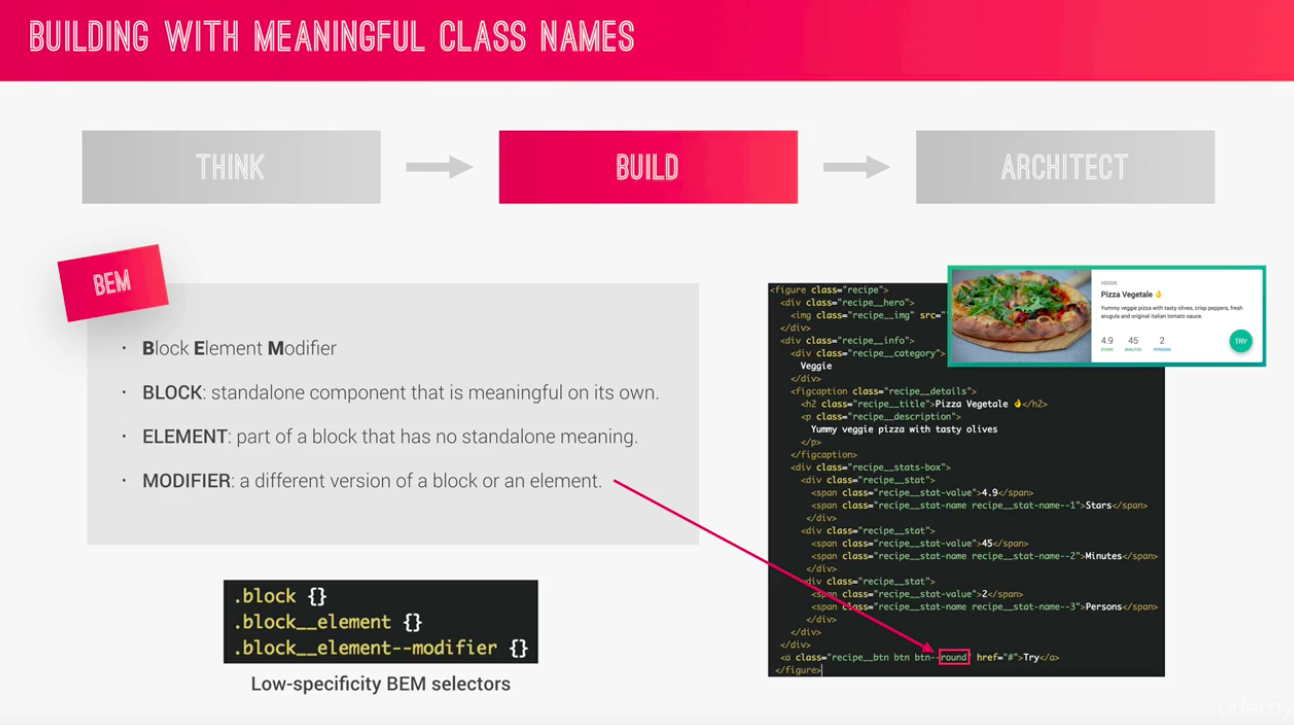 BUILDING WITH MEANINGFUL CLASS NAMES
THINK
BUILD
ARCHITECT
BEM
· Block Element Modifier
· BLOCK: standalone component that is meaningful on its own.
· ELEMENT: part of a block that has no standalone meaning.
· MODIFIER: a different version of a block or an element.
.block {}
.block__element {}
.block__element--modifier {}
Low-specificity BEM selectors
<figure class="recipe">
<div class="recipe__hero">
<img class="recipe__img" src="
</div>
<div class="recipe__info">
<div class="recipe__category">
Veggie
</div>
<figcaption class="recipe__details">
<h2 class="recipe__title">Pizza Vegetale 👌</h2>
<p class="recipe__description">
Yummy veggie pizza with tasty olives
</p>
</figcaption>
<div class="recipe__stats-box">
<div class="recipe__stat">
<span class="recipe__stat-value">4.9</span>
<span class="recipe__stat-name recipe__stat-name--1">Stars</span>
</div>
<div class="recipe__stat">
<span class="recipe__stat-value">45</span>
<span class="recipe__stat-name recipe__stat-name--2">Minutes</span>
</div>
<div class="recipe__stat">
<span class="recipe__stat-value">2</span>
<span class="recipe__stat-name recipe__stat-name--3">Persons</span>
</div>
</div>
</div>
<a class="recipe__btn btn btn--round" href="#">Try</a>
</figure>
VEGGIE
Pizza Vegetale 👌
Yummy veggie pizza with tasty olives, crisp peppers, fresh
arugula and original italian tomato sauce.
4.9 45 2
STARS MINUTES PERSONS
TRY
udemy